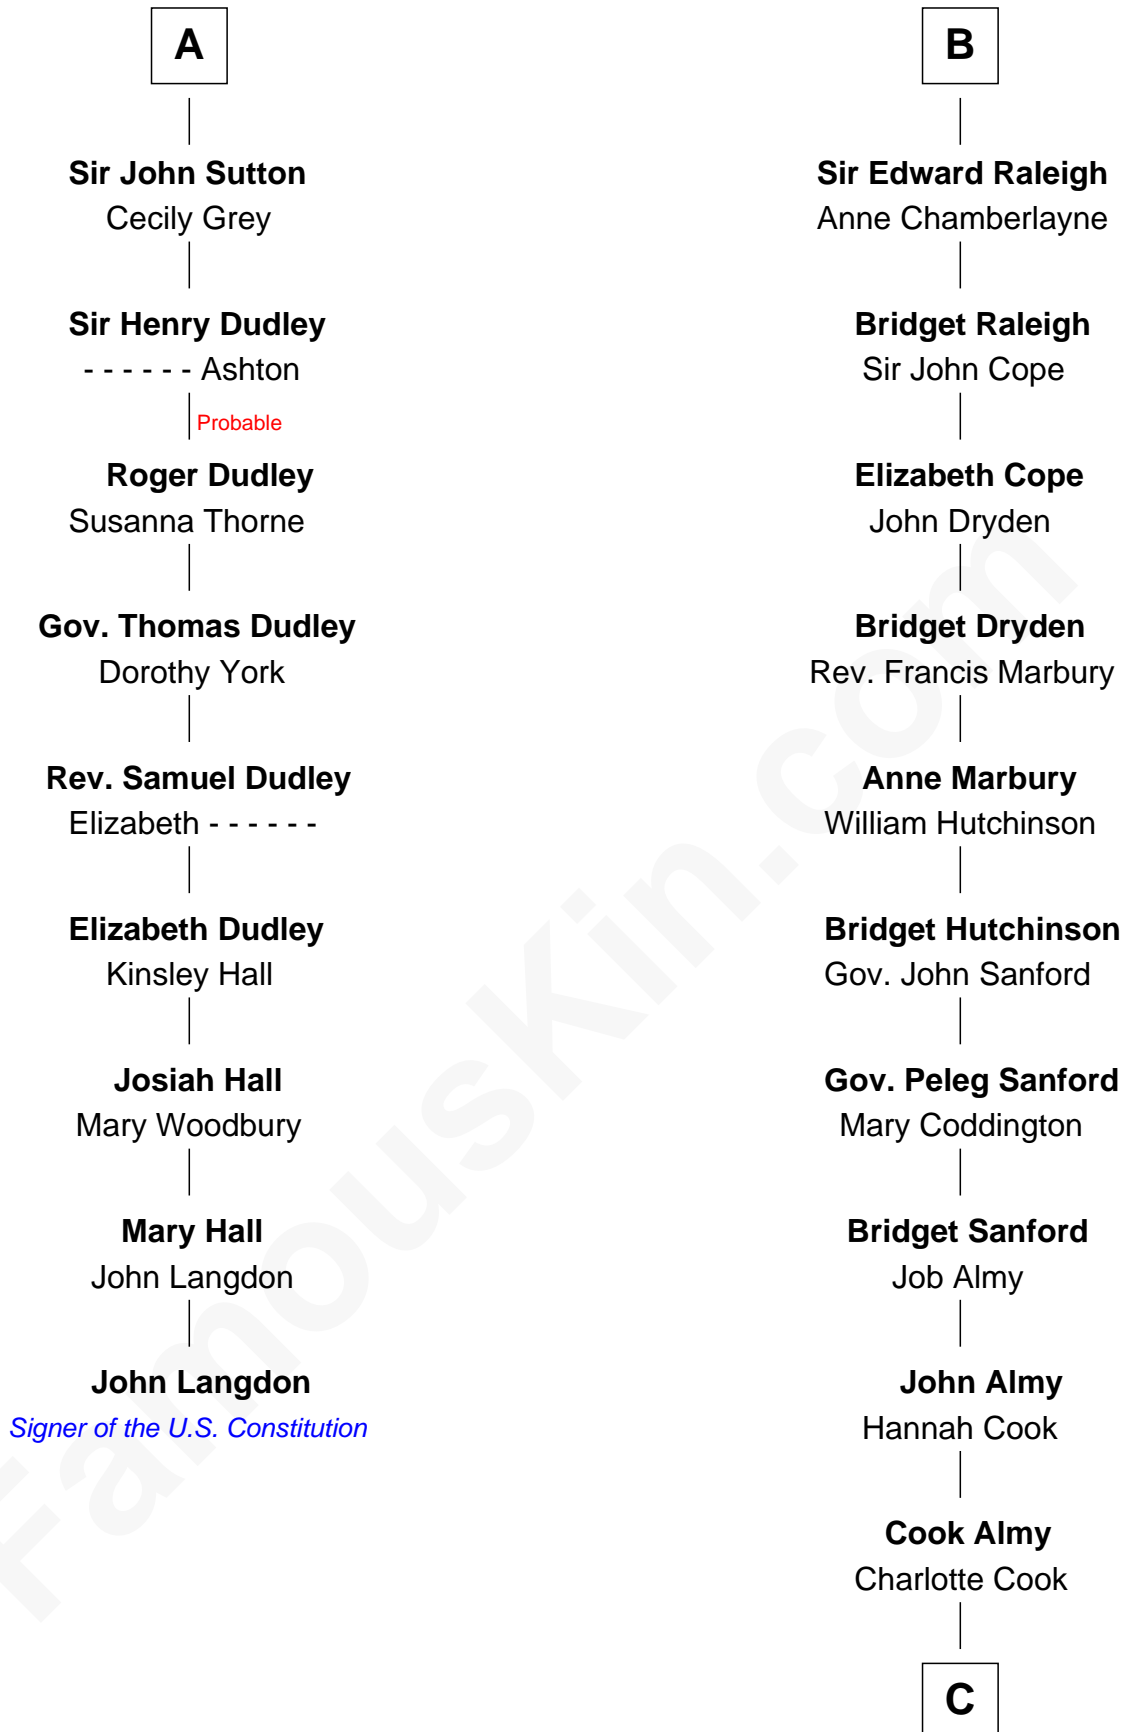 A
Sir John Sutton
Cecily Grey
Sir Henry Dudley
- - - - - - Ashton
Probable
Roger Dudley
Susanna Thorne
Gov. Thomas Dudley
Dorothy York
Rev. Samuel Dudley
Elizabeth - - - - - -
Elizabeth Dudley
Kinsley Hall
Josiah Hall
Mary Woodbury
Mary Hall
John Langdon
John Langdon
Signer of the U.S. Constitution
B
Sir Edward Raleigh
Anne Chamberlayne
Bridget Raleigh
Sir John Cope
Elizabeth Cope
John Dryden
Bridget Dryden
Rev. Francis Marbury
Anne Marbury
William Hutchinson
Bridget Hutchinson
Gov. John Sanford
Gov. Peleg Sanford
Mary Coddington
Bridget Sanford
Job Almy
John Almy
Hannah Cook
Cook Almy
Charlotte Cook
C
FamousKin.com